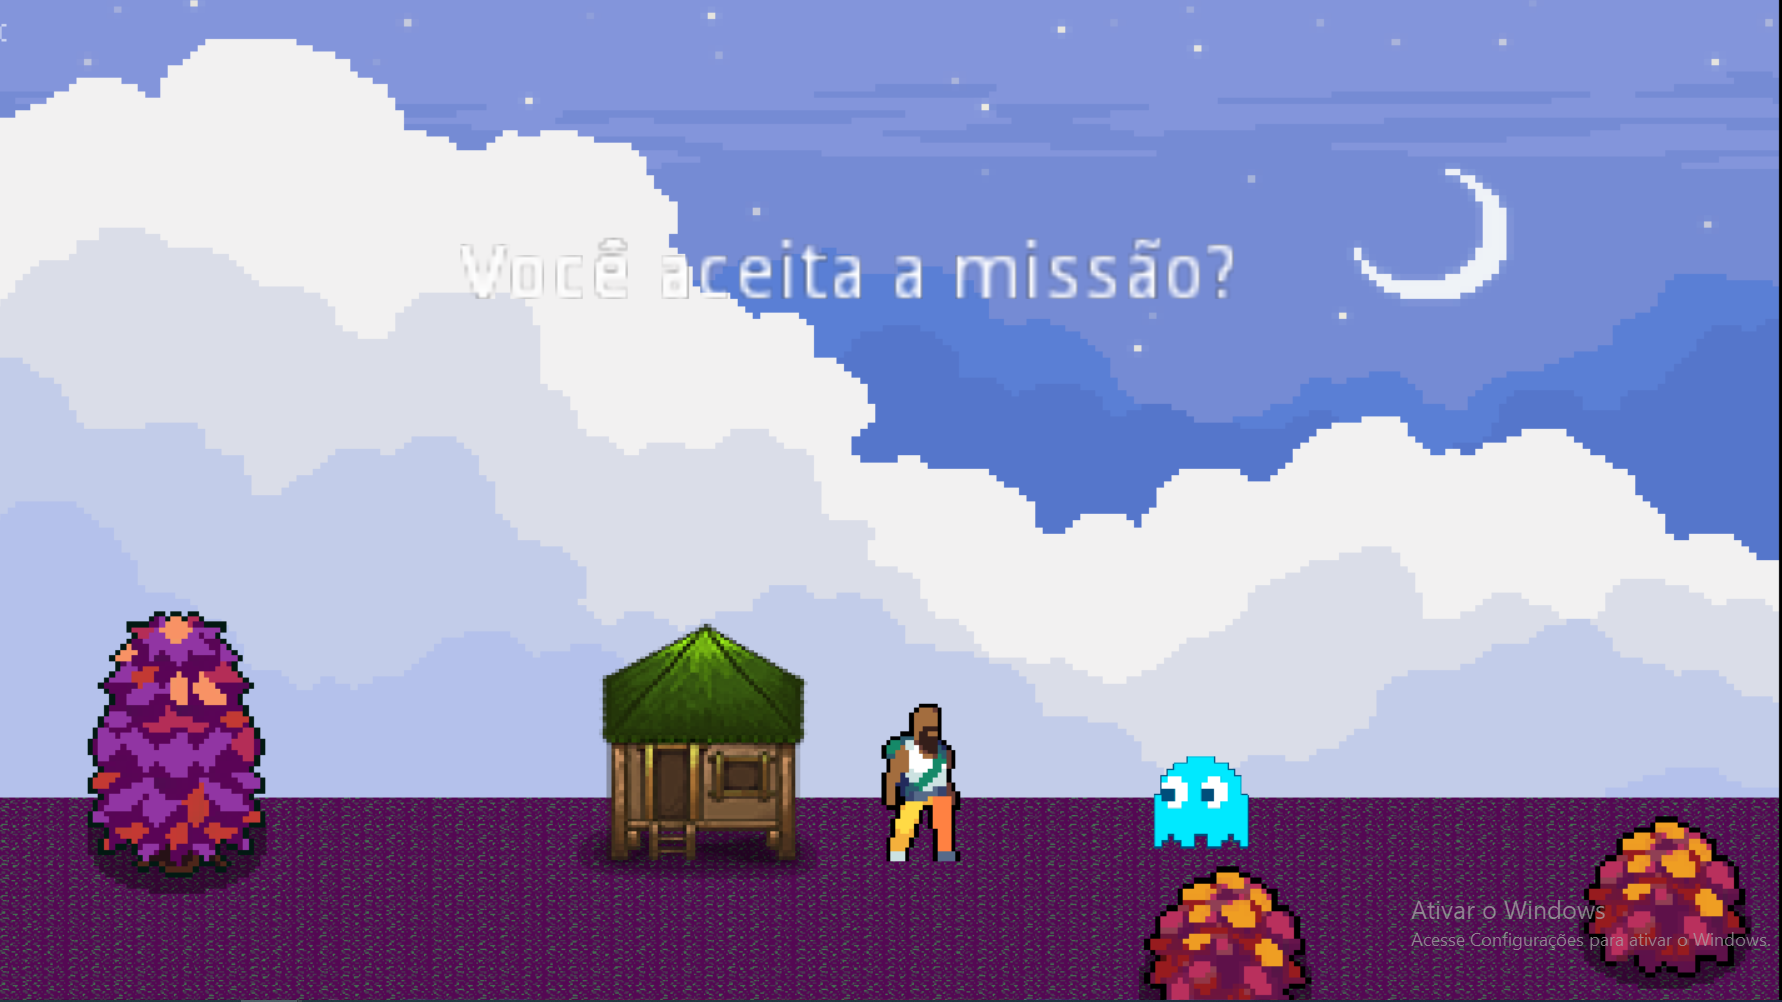 Você aceita a missão?
Ativar o Windows
Acesse Configurações para ativar o Windows.